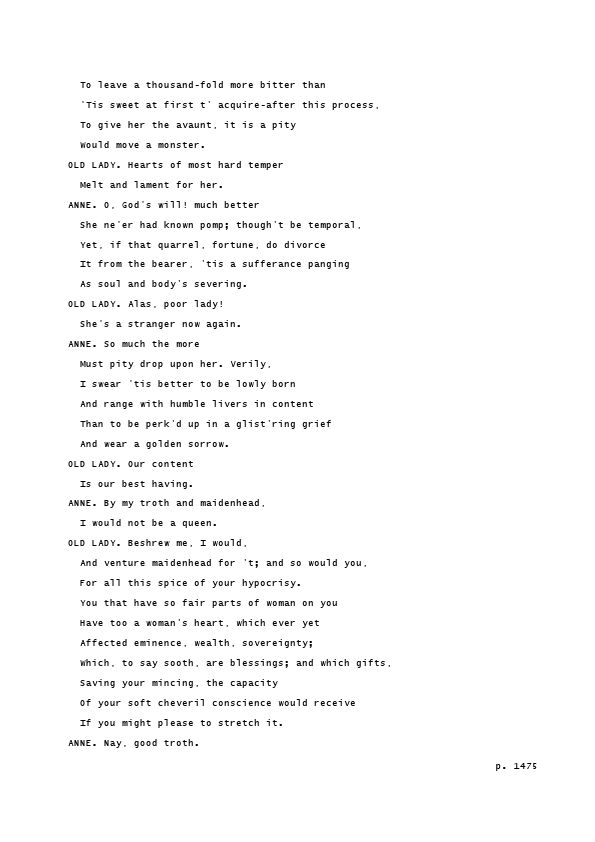 To leave a thousand-fold more bitter than
'Tis sweet at first t' acquire-after this process,
To give her the avaunt, it is a pity
Would move a monster.
OLD LADY. Hearts of most hard temper
Melt and lament for her.
ANNE. O, God's will! much better
She ne'er had known pomp; though't be temporal,
Yet, if that quarrel, fortune, do divorce
It from the bearer, 'tis a sufferance panging
As soul and body's severing.
OLD LADY. Alas, poor lady!
She's a stranger now again.
ANNE. So much the more
Must pity drop upon her. Verily,
I swear 'tis better to be lowly born
And range with humble livers in content
Than to be perk'd up in a glist'ring grief
And wear a golden sorrow.
OLD LADY. Our content
Is our best having.
ANNE. By my troth and maidenhead,
I would not be a queen.
OLD LADY. Beshrew me, I would,
And venture maidenhead for 't; and so would you,
For all this spice of your hypocrisy.
You that have so fair parts of woman on you
Have too a woman's heart, which ever yet
Affected eminence, wealth, sovereignty;
Which, to say sooth, are blessings; and which gifts,
Saving your mincing, the capacity
Of your soft cheveril conscience would receive
If you might please to stretch it.
ANNE. Nay, good troth.
p. 1475